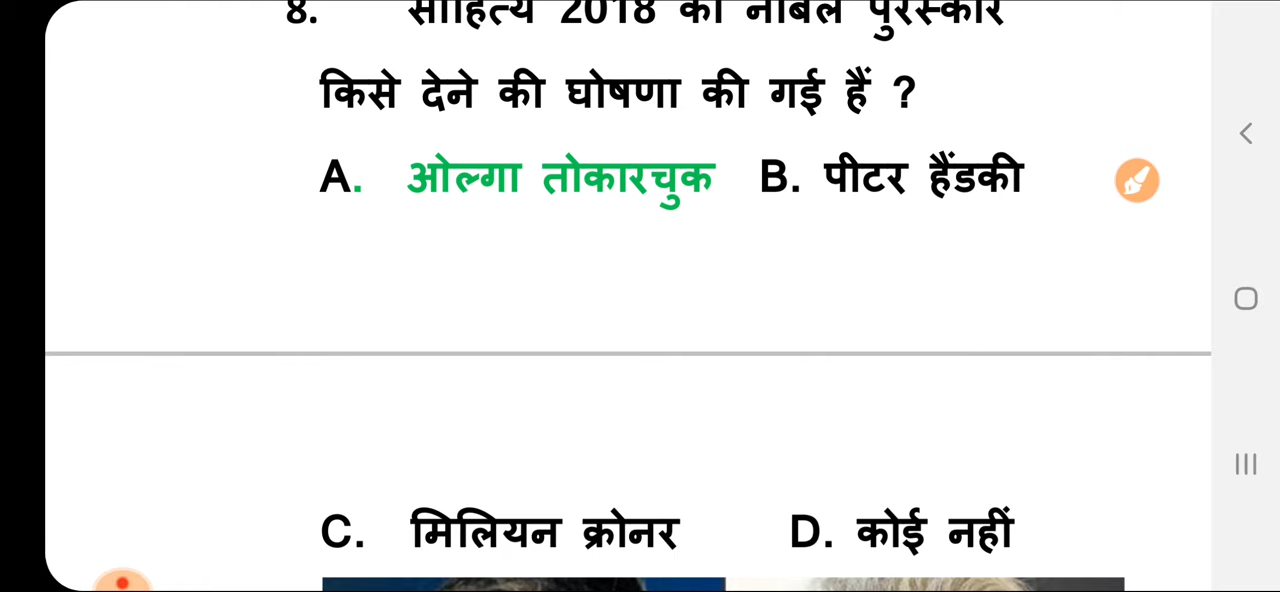 8. साहित्य 2018 का नोबेल पुरस्कार
किसे देने की घोषणा की गई हैं ?
A. ओल्गा तोकारचुक B. पीटर हैंडकी
C. मिलियन क्रोनर D. कोई नहीं